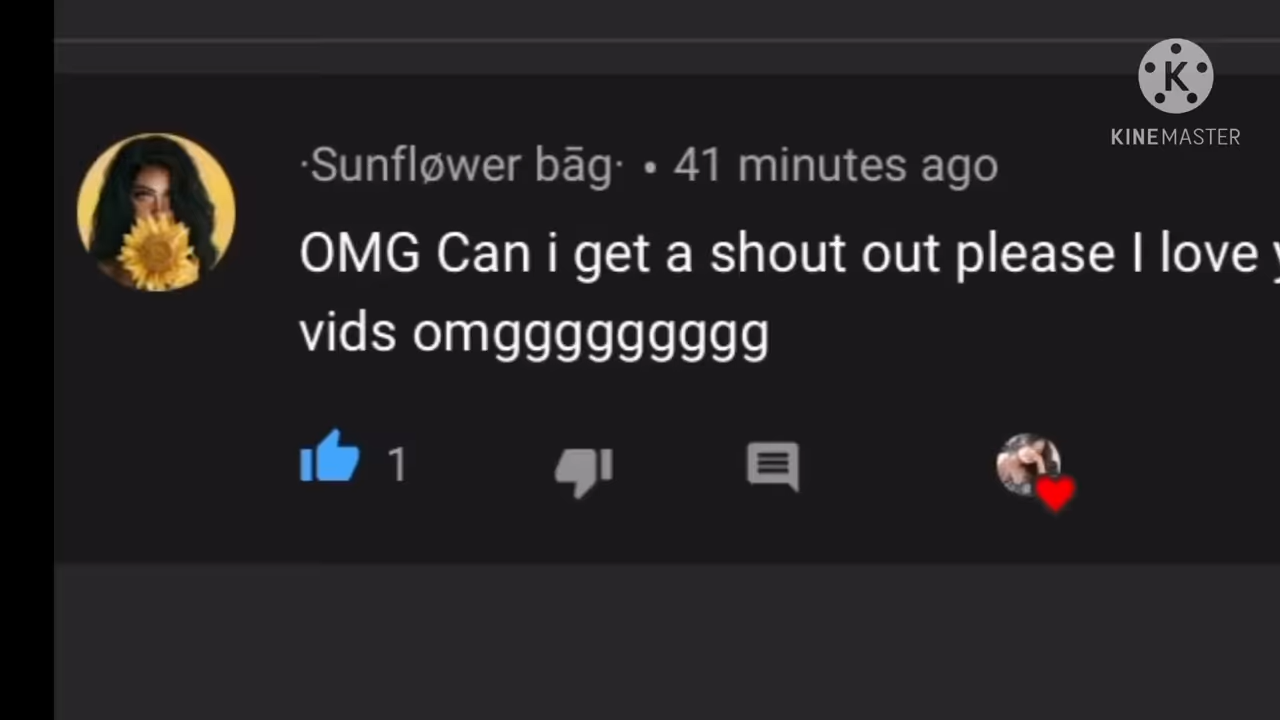 K
KINEMASTER
·Sunfløwer bāg· • 41 minutes ago
OMG Can i get a shout out please I love
vids omggggggggg
1